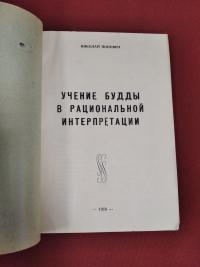 УЧЕНИЕ БУДДЫ
В РАЦИОНАЛЬНОЙ
ИНТЕРПРЕТАЦИИ